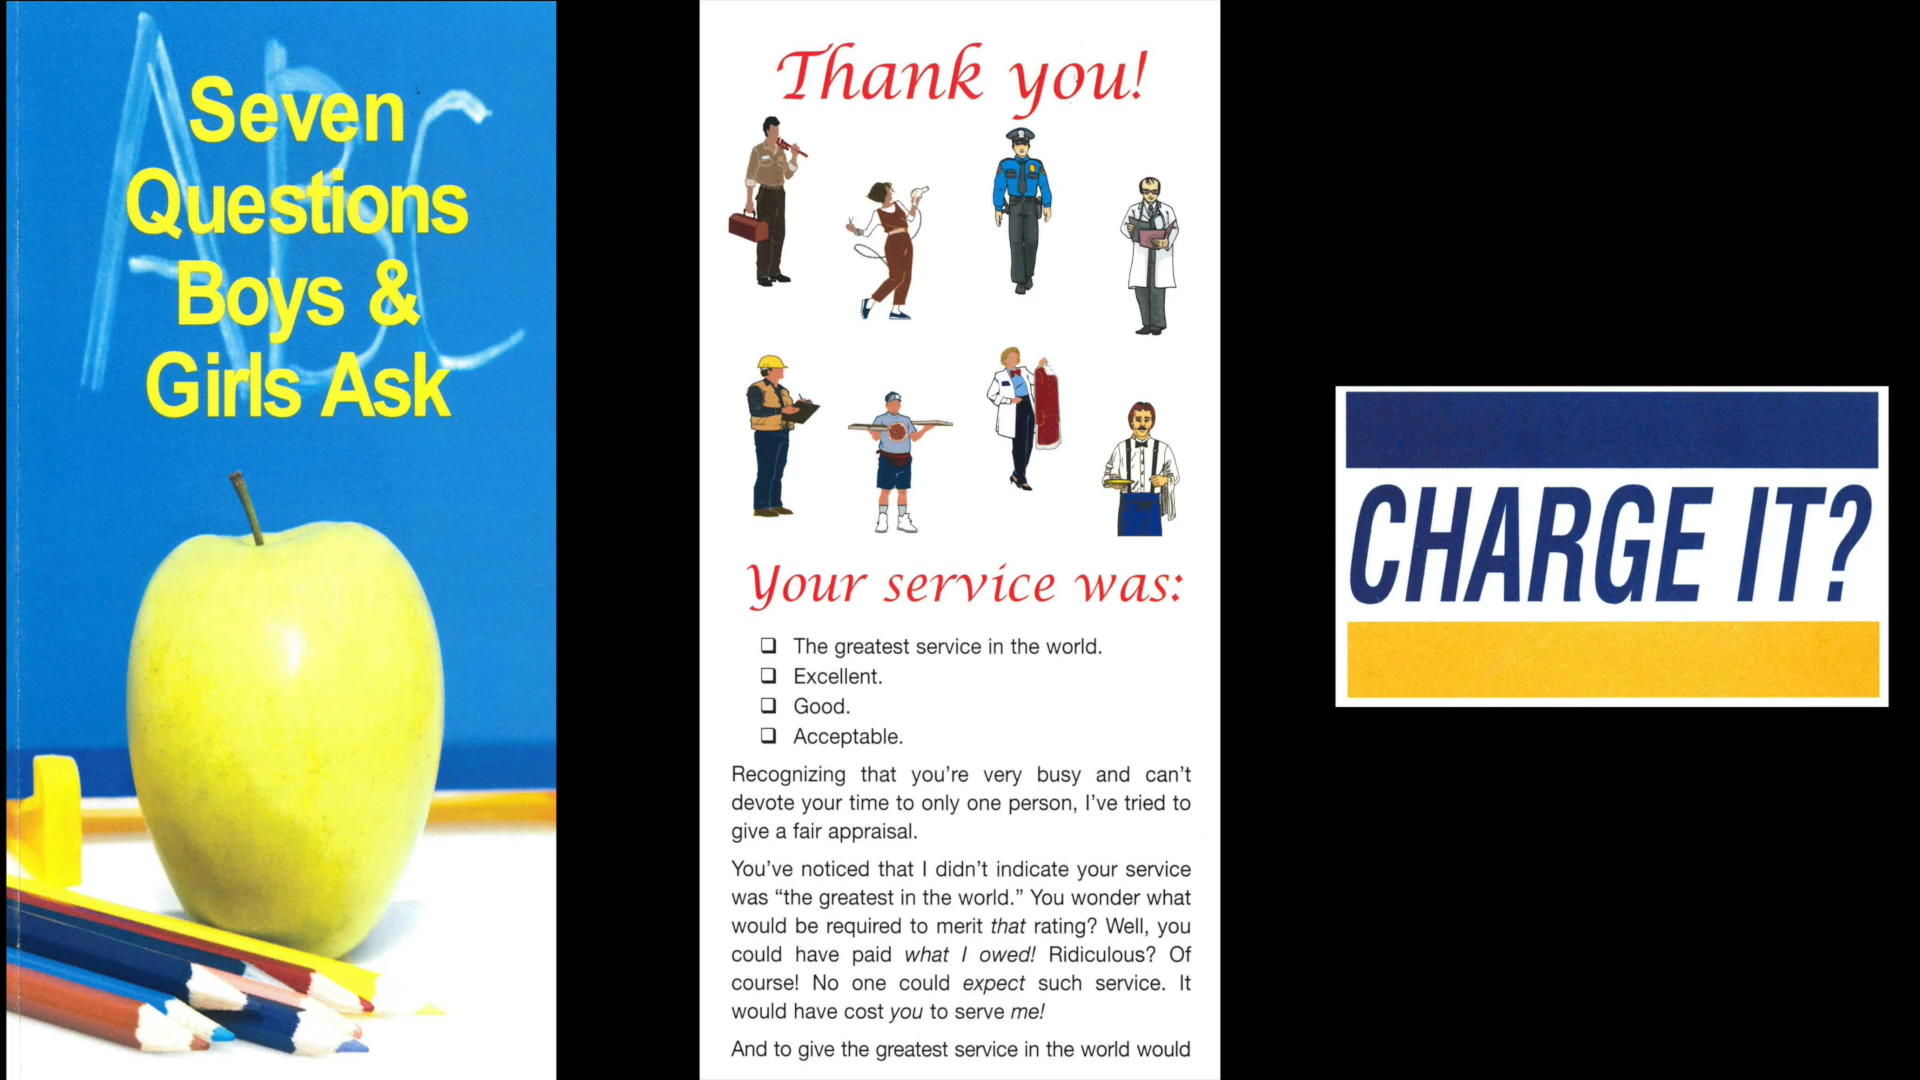 ABC
Seven
Questions
Boys &
Girls Ask
Thank you!
Your service was:
❑ The greatest service in the world.
❑ Excellent.
❑ Good.
❑ Acceptable.
Recognizing that you're very busy and can't
devote your time to only one person, I've tried to
give a fair appraisal.
You've noticed that I didn't indicate your service
was “the greatest in the world.” You wonder what
would be required to merit that rating? Well, you
could have paid what I owed! Ridiculous? Of
course! No one could expect such service. It
would have cost you to serve me!
And to give the greatest service in the world would
CHARGE IT?